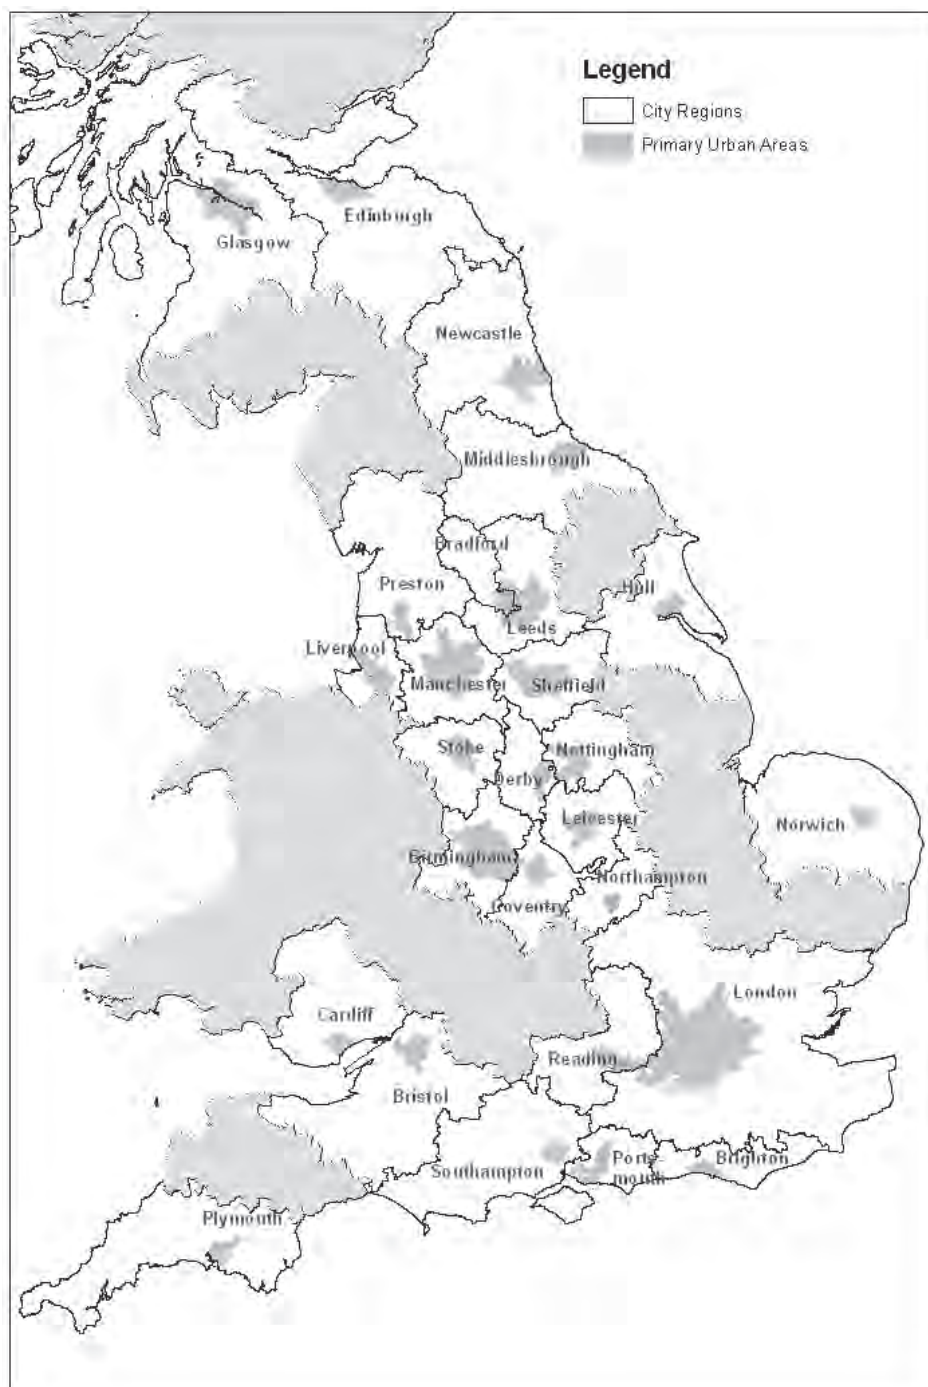 Legend
City Regions
Primary Urban Areas
Edinburgh
Glasgow
Newcastle
Middlesbrough
Bradford
Preston
Hull
Leeds
Liverpool
Manchester
Sheffield
Stoke
Nottingham
Derby
Leicester
Norwich
Birmingham
Northampton
Coventry
London
Cardiff
Reading
Bristol
Southampton
Ports-
mouth
Brighton
Plymouth